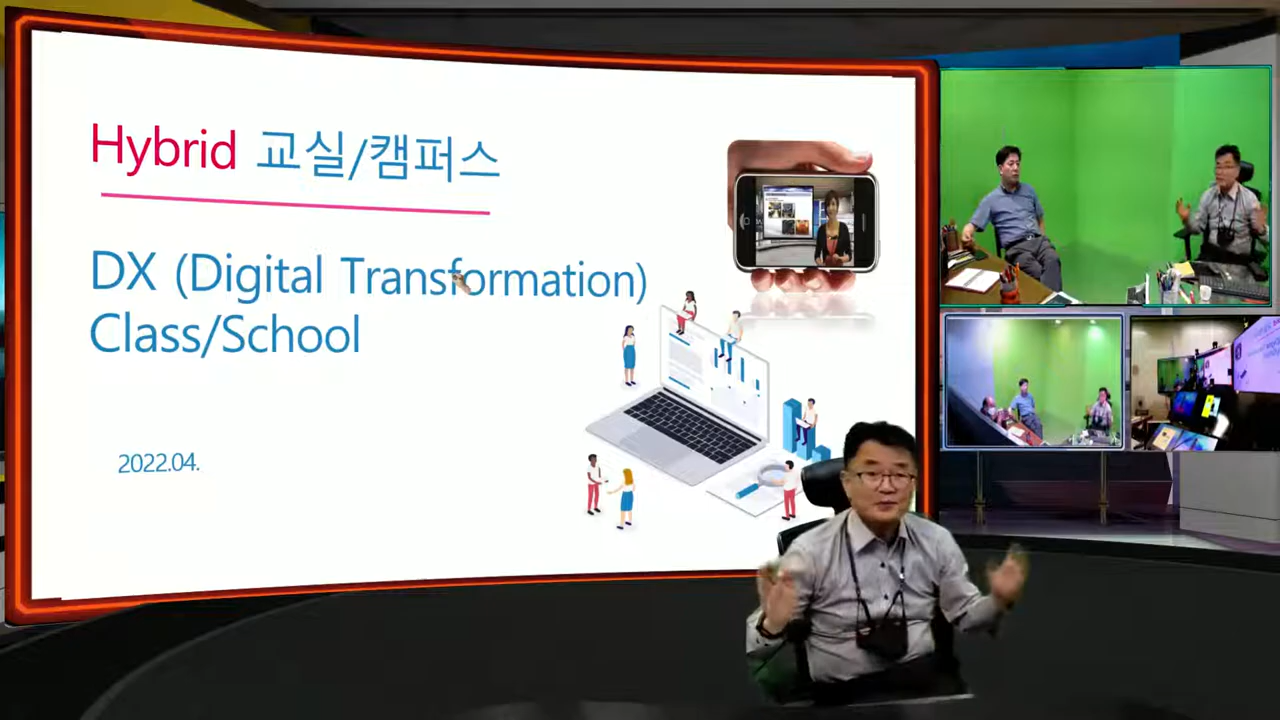 Hybrid 교실/캠퍼스
DX (Digital Transformation)
Class/School
2022.04.